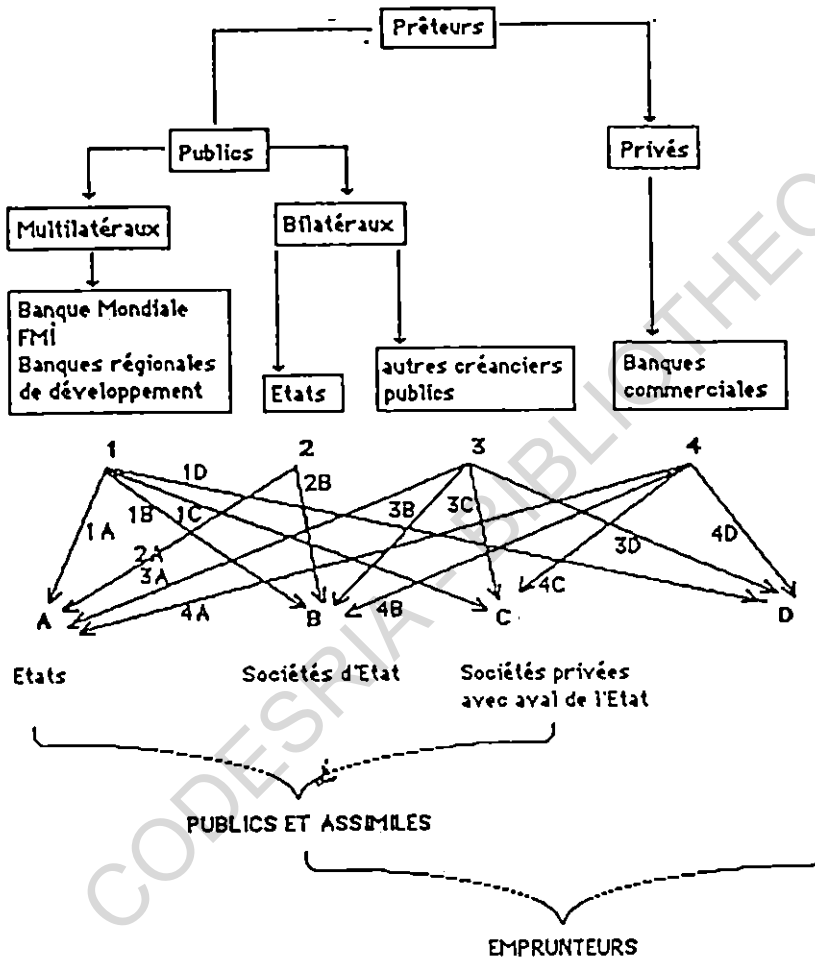 Prêteurs
Publics
Privés
Multilatéraux
Bilatéraux
Banque Mondiale
FMI
Banques régionales
de développement
Etats
autres créanciers
publics
Banques
commerciales
1
2
3
4
1D
2B
1A
1B
1C
3B
3C
4D
2A
3D
3A
4A
4B
4C
A
B
C
D
Etats
Sociétés d'Etat
Sociétés privées
avec aval de l'Etat
PUBLICS ET ASSIMILES
EMPRUNTEURS
CODESRIA - BIBLIOTHEQ